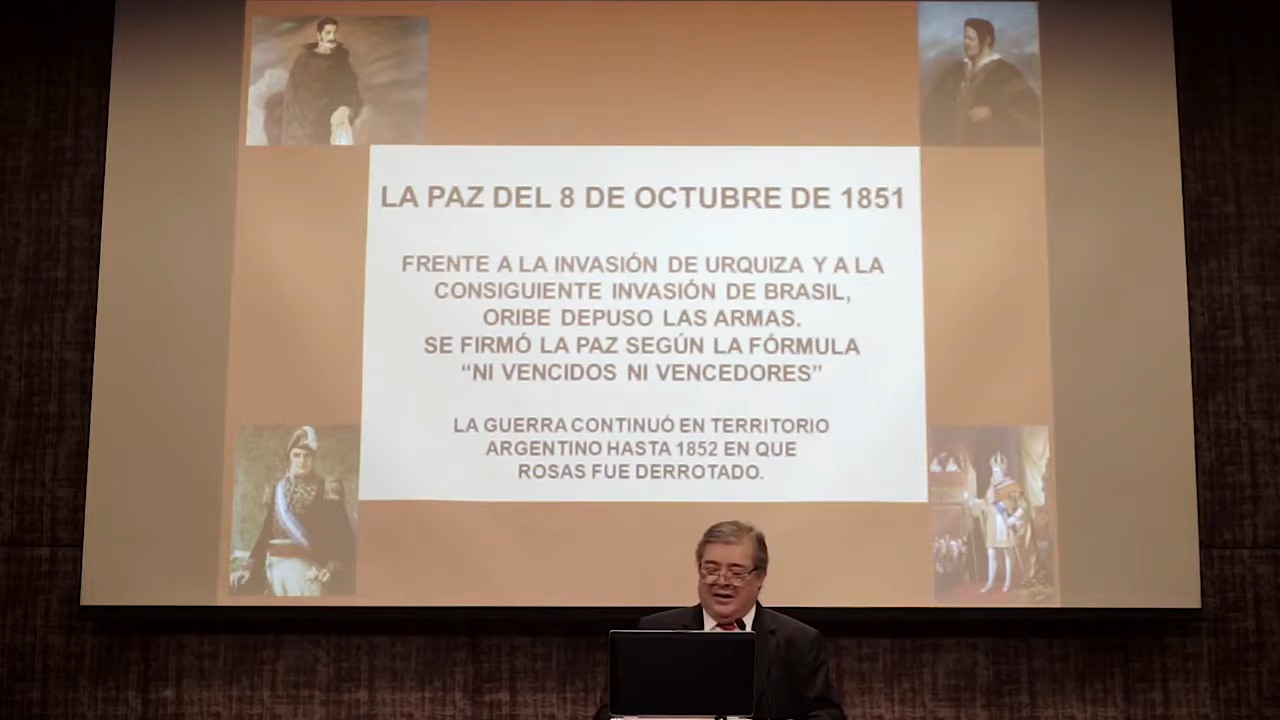 LA PAZ DEL 8 DE OCTUBRE DE 1851
FRENTE A LA INVASIÓN DE URQUIZA Y A LA
CONSIGUIENTE INVASIÓN DE BRASIL,
ORIBE DEPUSO LAS ARMAS.
SE FIRMÓ LA PAZ SEGÚN LA FÓRMULA
“NI VENCIDOS NI VENCEDORES”
LA GUERRA CONTINUÓ EN TERRITORIO
ARGENTINO HASTA 1852 EN QUE
ROSAS FUE DERROTADO.